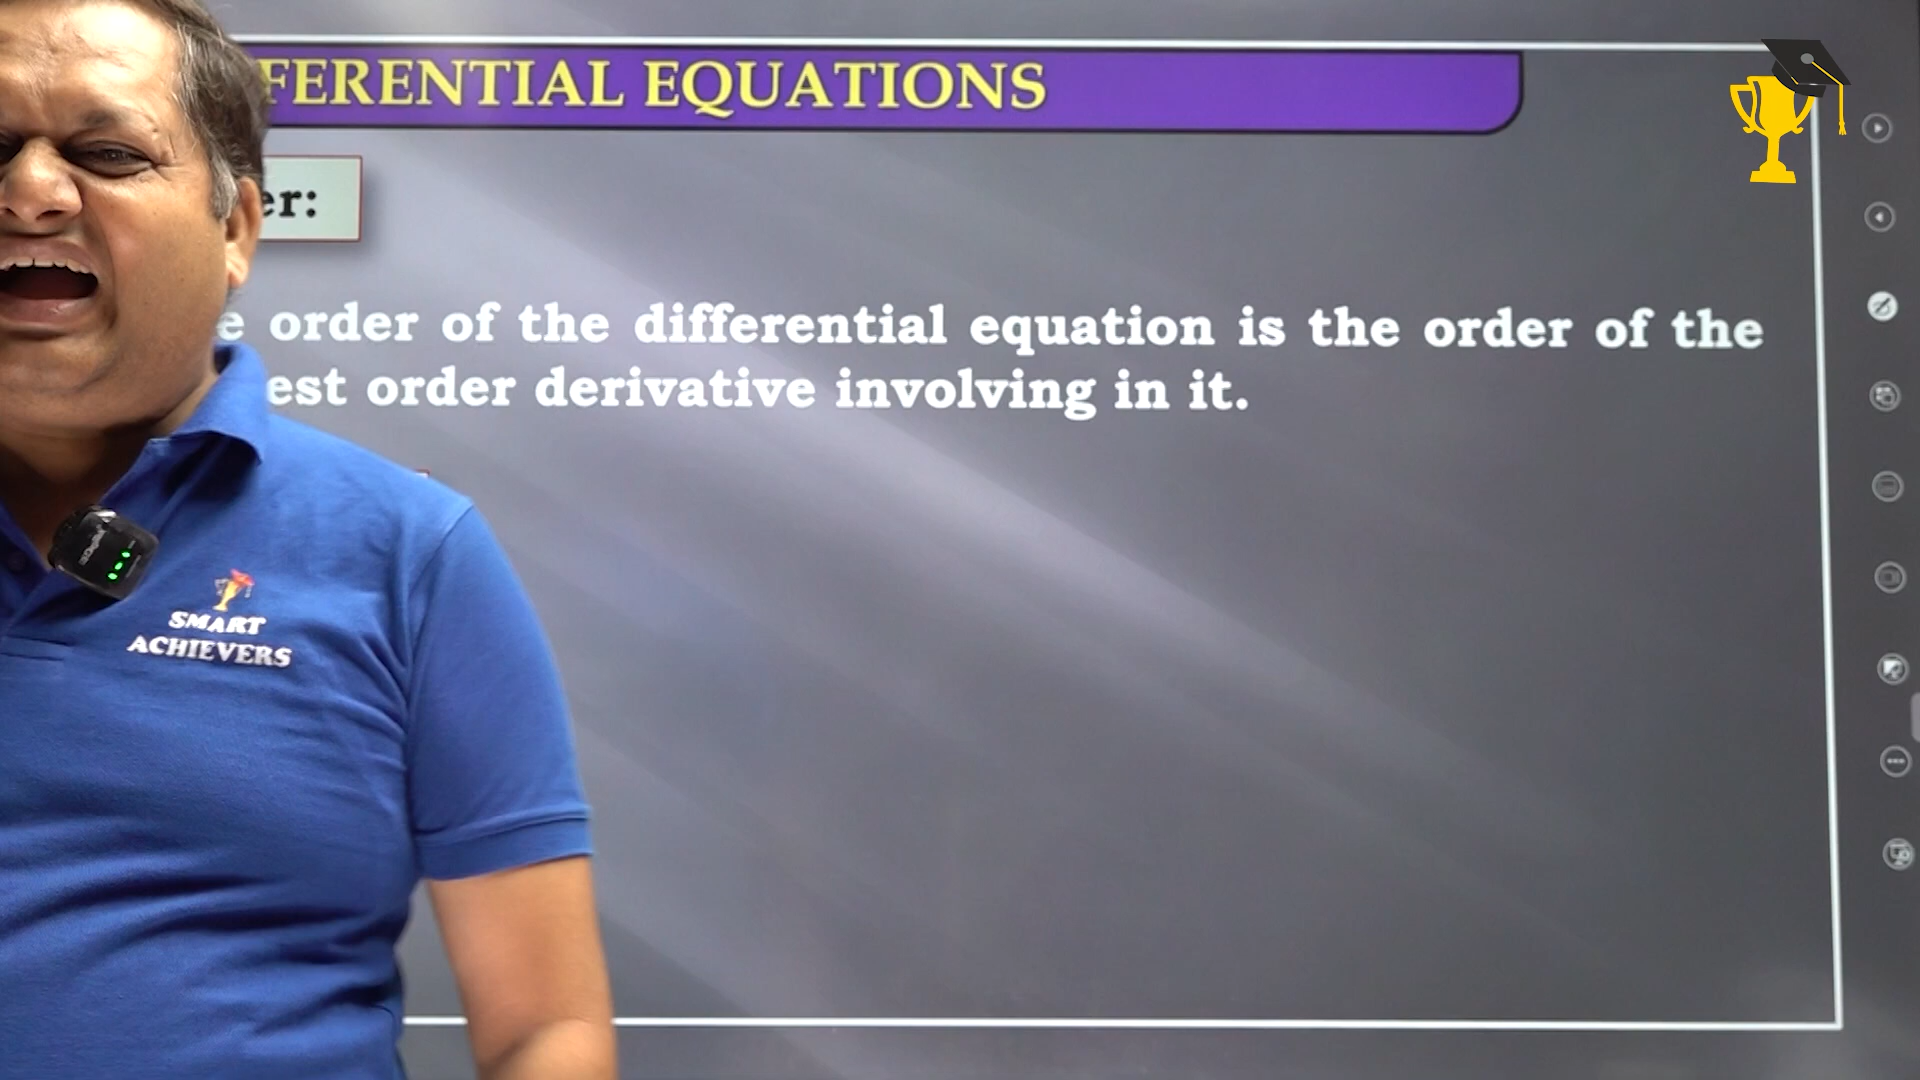 FERENTIAL EQUATIONS
er:
e order of the differential equation is the order of the
est order derivative involving in it.
SMART
ACHIEVERS